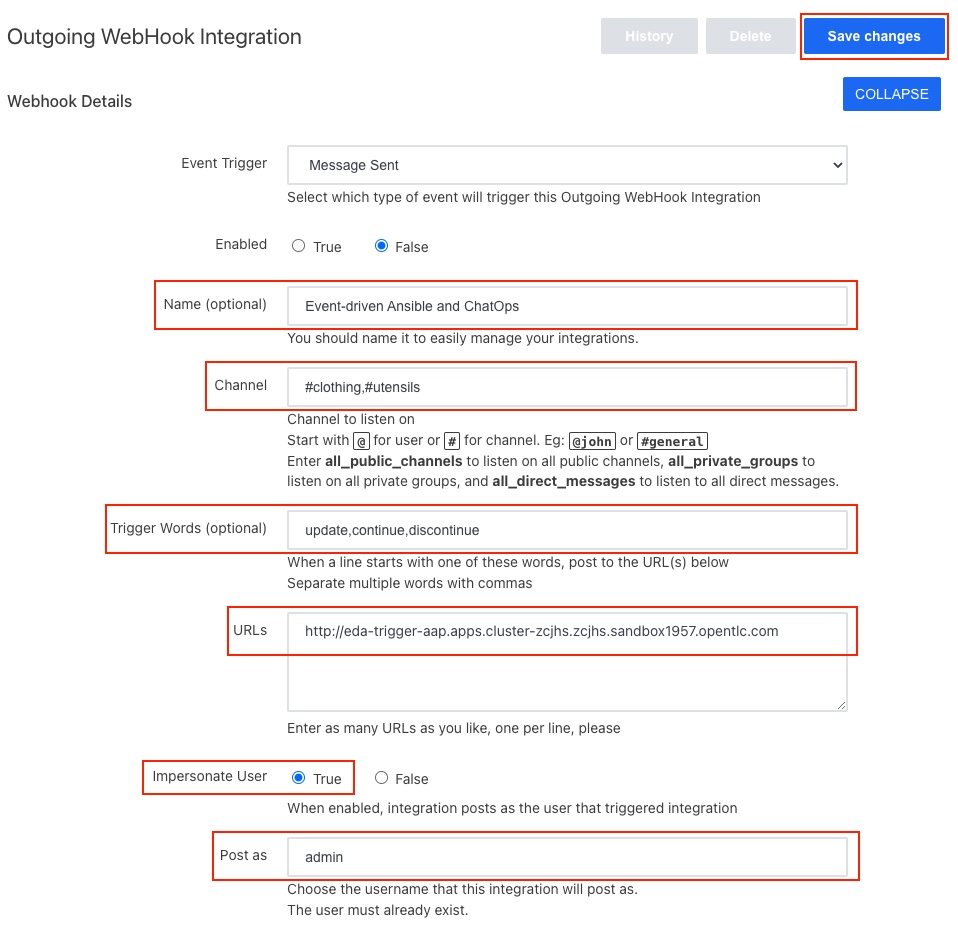 Outgoing WebHook Integration
History
Delete
Save changes
Webhook Details
COLLAPSE
Event Trigger
Message Sent
Select which type of event will trigger this Outgoing WebHook Integration
Enabled
True
False
Name (optional)
Event-driven Ansible and ChatOps
You should name it to easily manage your integrations.
Channel
#clothing,#utensils
Channel to listen on
Start with @ for user or # for channel. Eg: @john or #general
Enter all_public_channels to listen on all public channels, all_private_groups to
listen on all private groups, and all_direct_messages to listen to all direct messages.
Trigger Words (optional)
update,continue,discontinue
When a line starts with one of these words, post to the URL(s) below
Separate multiple words with commas
URLs
http://eda-trigger-aap.apps.cluster-zcjhs.zcjhs.sandbox1957.opentlc.com
Enter as many URLs as you like, one per line, please
Impersonate User
True
False
When enabled, integration posts as the user that triggered integration
Post as
admin
Choose the username that this integration will post as.
The user must already exist.